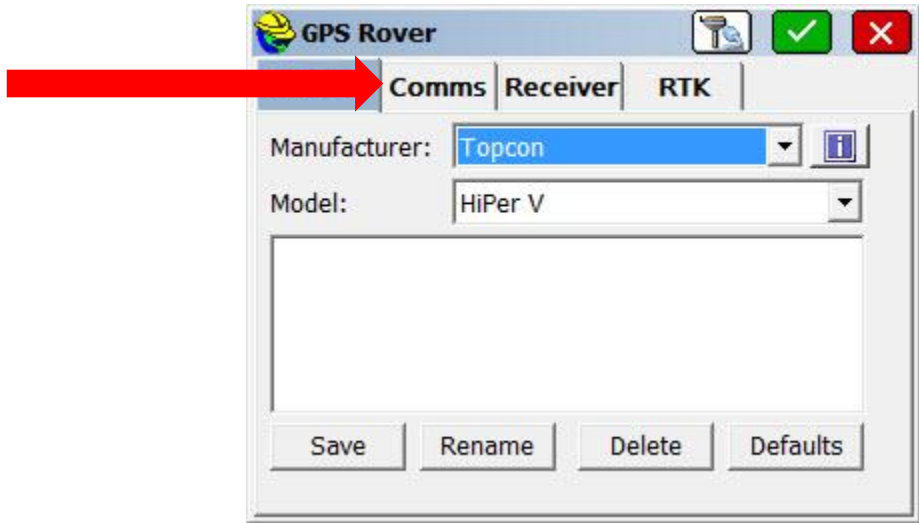 GPS Rover
Comms Receiver RTK
Manufacturer: Topcon
Model: HiPer V
Save Rename Delete Defaults